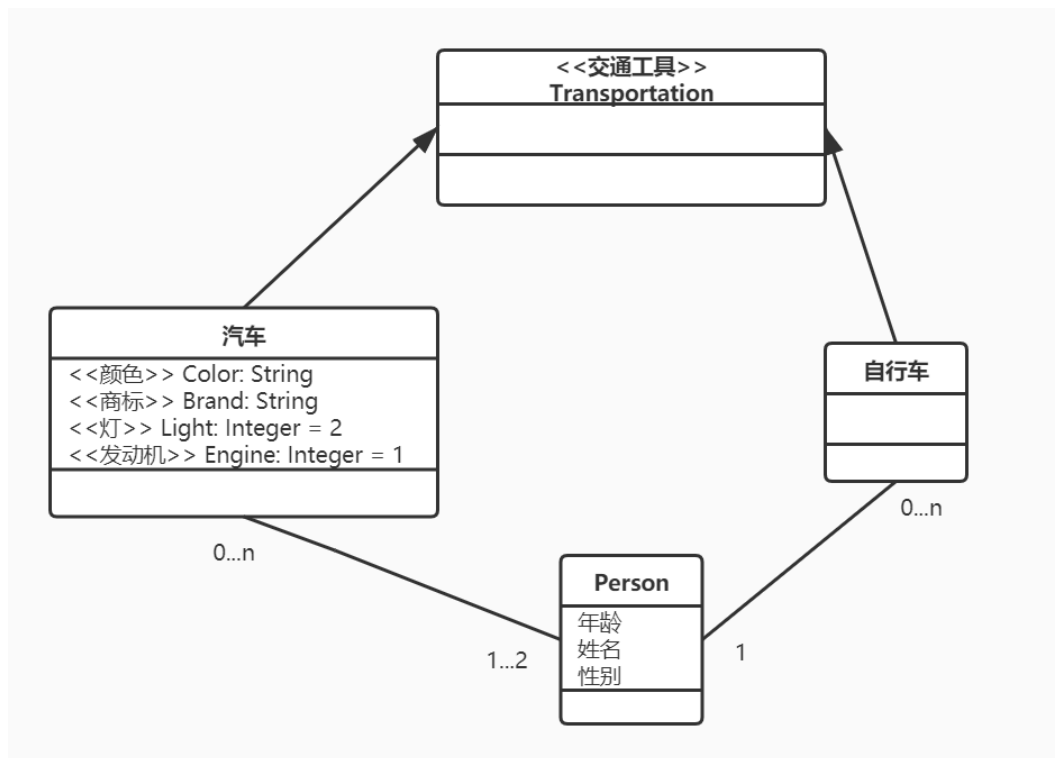 <<交通工具>>
Transportation
汽车
<<颜色>> Color: String
<<商标>> Brand: String
<<灯>> Light: Integer = 2
<<发动机>> Engine: Integer = 1
自行车
0...n
0...n
Person
年龄
姓名
性别
1...2
1